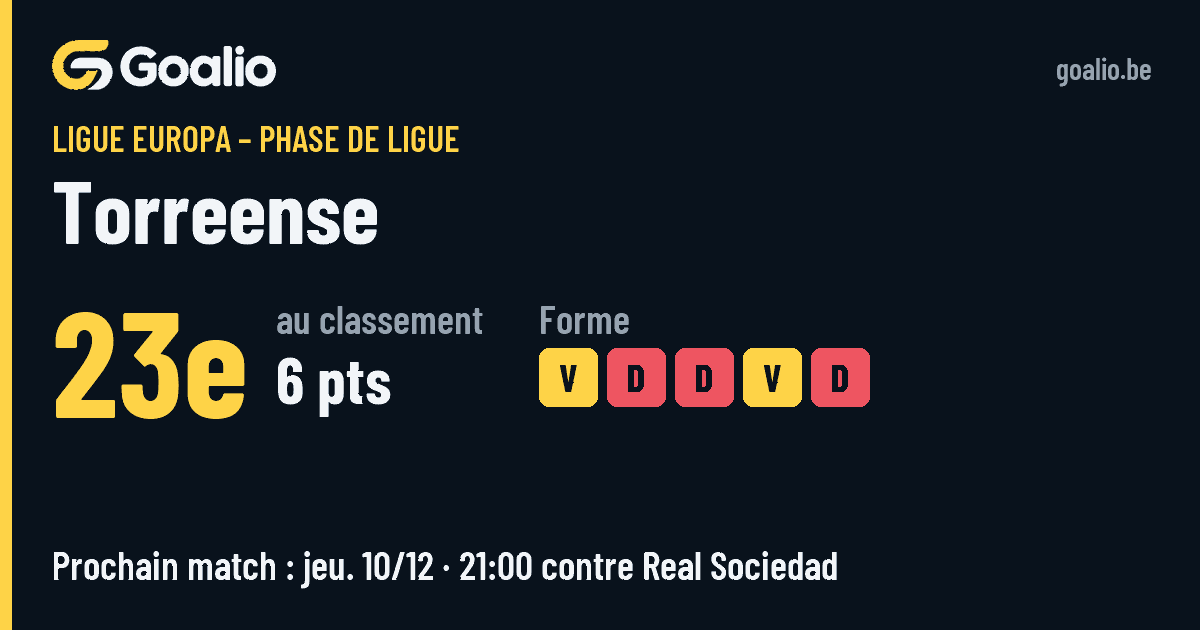 Goalio
goalio.be
LIGUE EUROPA – PHASE DE LIGUE
Torreense
23e
au classement
6 pts
Forme
V D D V D
Prochain match : jeu. 10/12 · 21:00 contre Real Sociedad